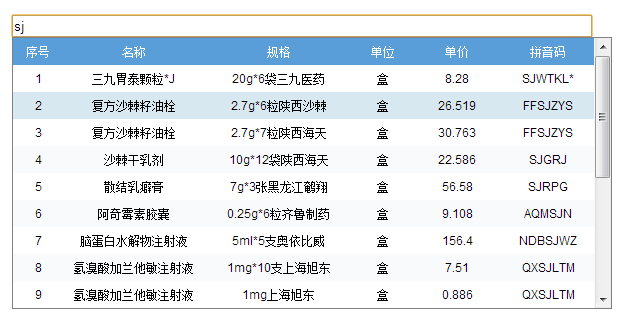 sj
序号 名称 规格 单位 单价 拼音码
1 三九胃泰颗粒*J 20g*6袋三九医药 盒 8.28 SJWTKL*
2 复方沙棘籽油栓 2.7g*6粒陕西沙棘 盒 26.519 FFSJZYS
3 复方沙棘籽油栓 2.7g*7粒陕西海天 盒 30.763 FFSJZYS
4 沙棘干乳剂 10g*12袋陕西海天 盒 22.586 SJGRJ
5 散结乳癖膏 7g*3张黑龙江鹤翔 盒 56.58 SJRPG
6 阿奇霉素胶囊 0.25g*6粒齐鲁制药 盒 9.108 AQMSJN
7 脑蛋白水解物注射液 5ml*5支奥依比威 盒 156.4 NDBSJWZ
8 氢溴酸加兰他敏注射液 1mg*10支上海旭东 盒 7.51 QXSJLTM
9 氢溴酸加兰他敏注射液 1mg上海旭东 盒 0.886 QXSJLTM